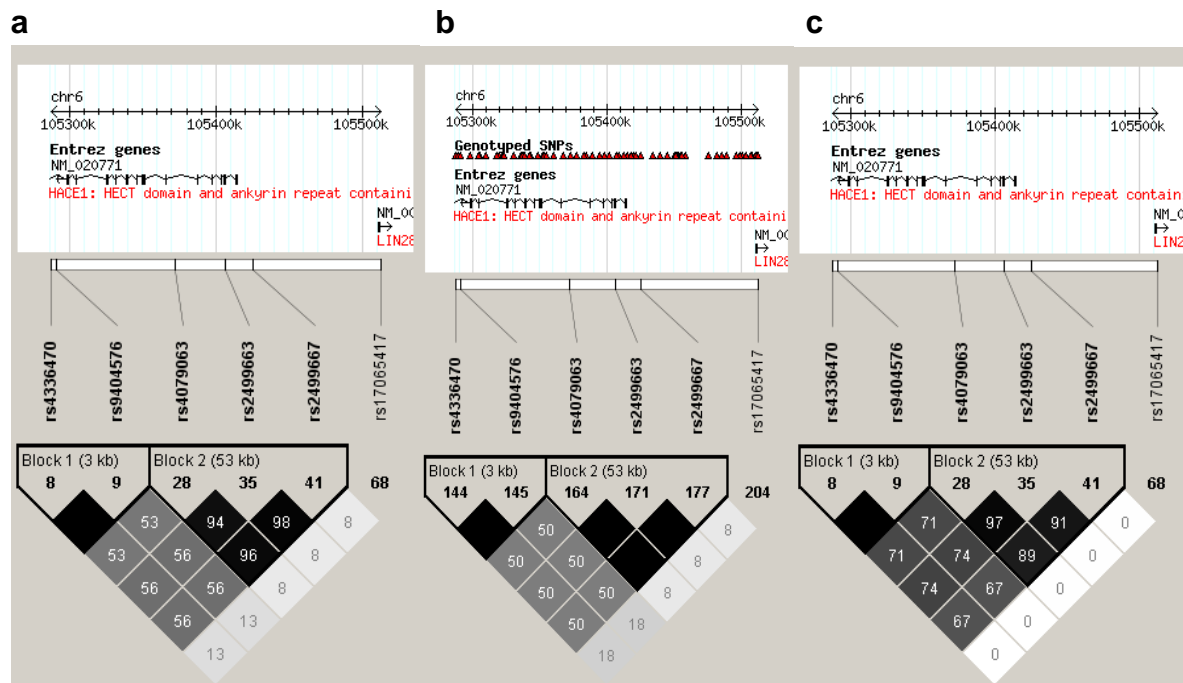 a
chr6
105300k 105400k 105500k
Entrez genes
NM_020771
HACE1: HECT domain and ankyrin repeat containi
NM_00
LIN28
rs4336470 rs9404576 rs4079063 rs2499663 rs2499667 rs17065417
Block 1 (3 kb) Block 2 (53 kb)
8 9 28 35 41 68
53 94 98 8
53 56 96 8
56 56 8
56 13
13
b
chr6
105300k 105400k 105500k
Genotyped SNPs
Entrez genes
NM_020771
HACE1: HECT domain and ankyrin repeat containi
NM_00
LIN28
rs4336470 rs9404576 rs4079063 rs2499663 rs2499667 rs17065417
Block 1 (3 kb) Block 2 (53 kb)
144 145 164 171 177 204
50 8
50 50 8
50 50 8
50 18
18
c
chr6
105300k 105400k 105500k
Entrez genes
NM_020771
HACE1: HECT domain and ankyrin repeat containi
NM_0
LIN2
rs4336470 rs9404576 rs4079063 rs2499663 rs2499667 rs17065417
Block 1 (3 kb) Block 2 (53 kb)
8 9 28 35 41 68
71 97 91 0
71 74 89 0
74 67 0
67 0
0